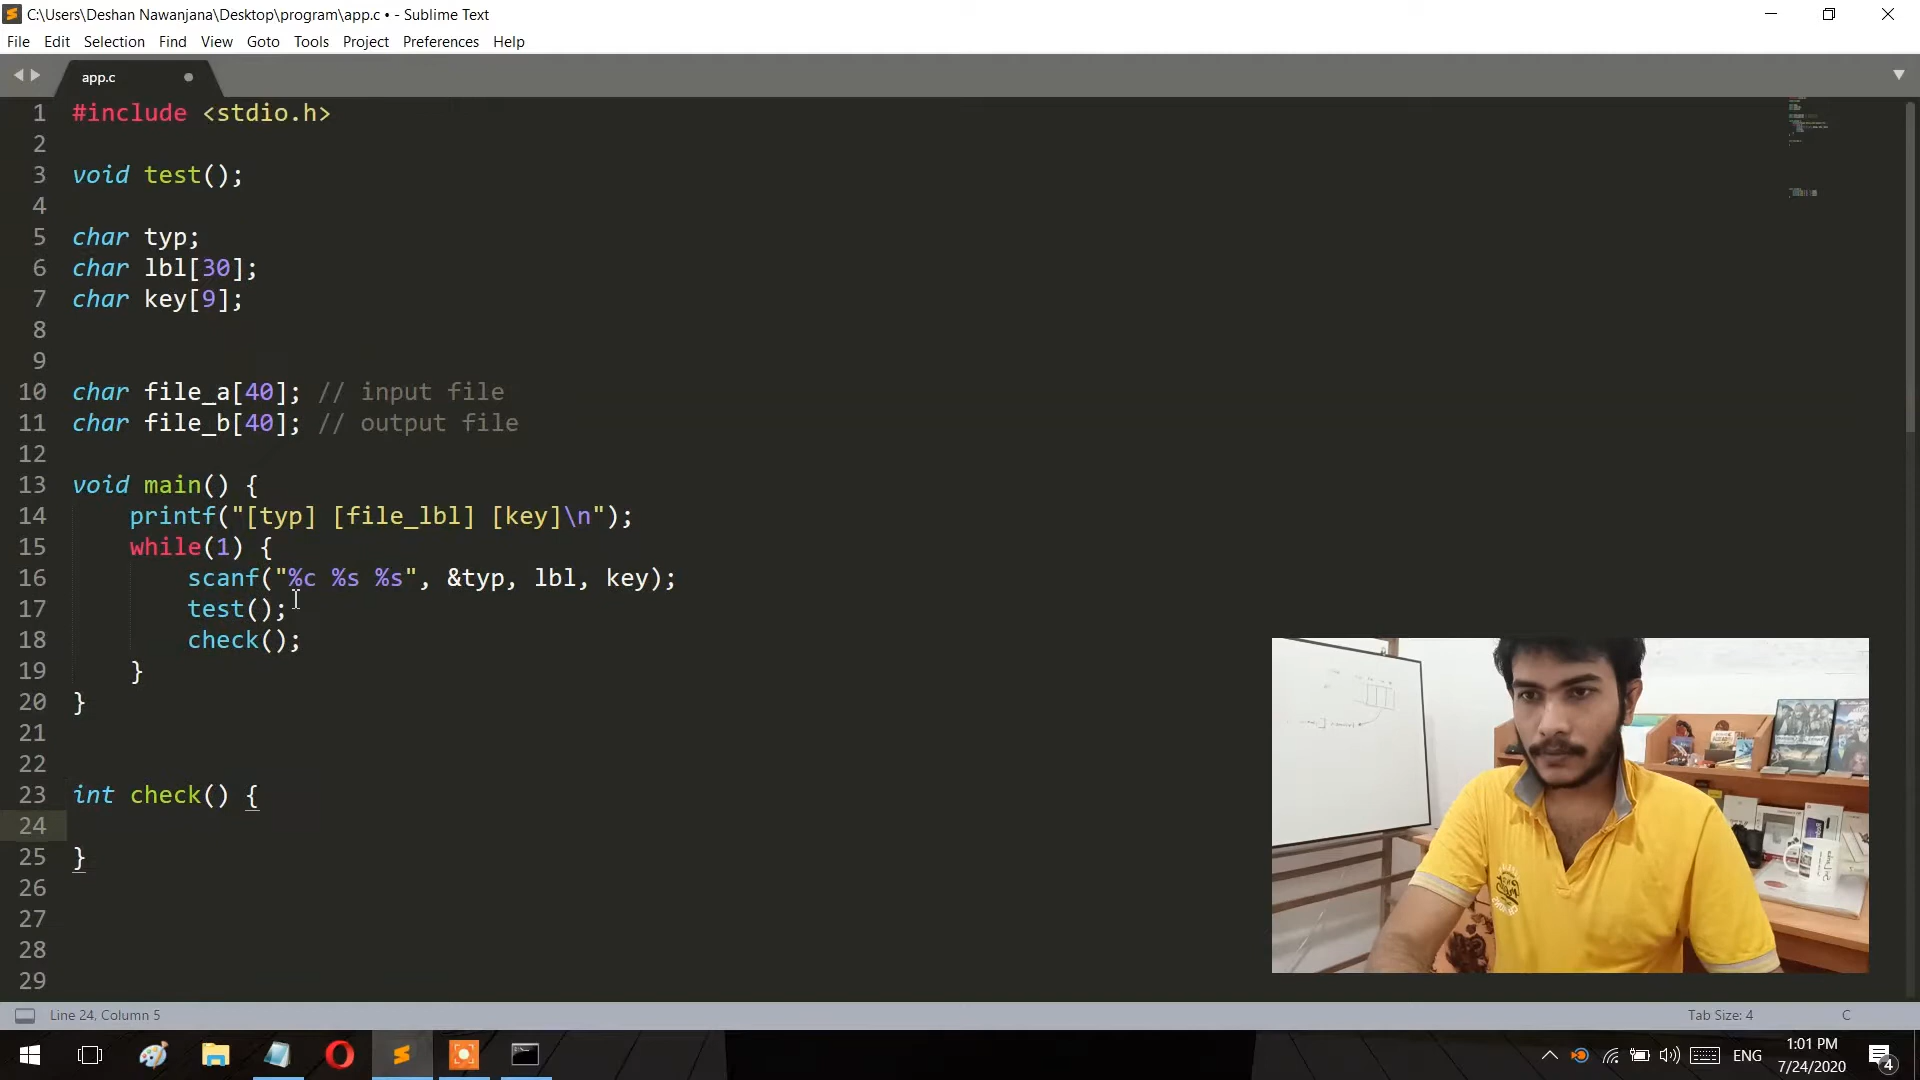 C:\Users\Deshan Nawanjana\Desktop\program\app.c • - Sublime Text
File Edit Selection Find View Goto Tools Project Preferences Help
app.c
1 #include <stdio.h>
2
3 void test();
4
5 char typ;
6 char lbl[30];
7 char key[9];
8
9
10 char file_a[40]; // input file
11 char file_b[40]; // output file
12
13 void main() {
14 printf("[typ] [file_lbl] [key]\n");
15 while(1) {
16 scanf("%c %s %s", &typ, lbl, key);
17 test();
18 check();
19 }
20 }
21
22
23 int check() {
24
25 }
26
27
28
29
Line 24, Column 5 Tab Size: 4 C
ENG
1:01 PM
7/24/2020
4